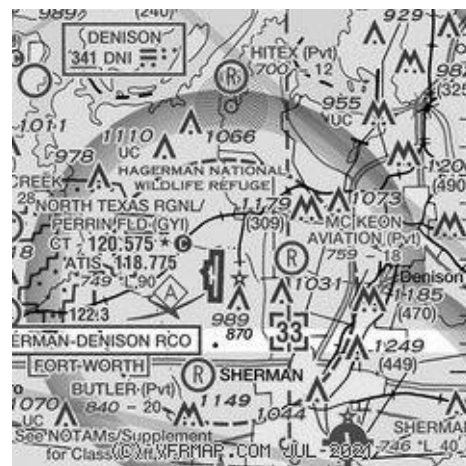 989
(240)
929
DENISON
341 DNI
HITEX (Pvt)
700 - 12
955
UC
1011
1110
UC
1066
978
HAGERMAN NATIONAL
WILDLIFE REFUGE
CREEK
28
NORTH TEXAS RGNL/
PERRIN FLD (GYI)
CT - 120.575 * C
ATIS 118.775
749 *L 90
1179
(309)
1073
MC KEON
AVIATION (Pvt)
759 - 18
(490
(325
R
R
A
Denison
1031
1185
(470)
122.3
989
870
33
ERMAN-DENISON RCO
FORT WORTH
1249
(449)
R
SHERMAN
BUTLER (Pvt)
840 - 20
1149
1044
1070
UC
See NOTAMs/Supplement
for Class
SHERMA
746 *L 40
(C) VFRMAP.COM JUL-2021